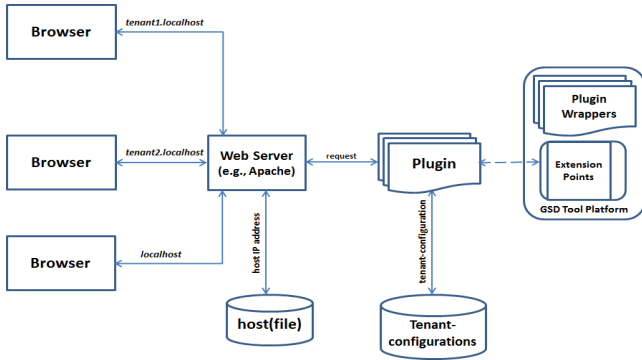 Browser
tenant1.localhost
Browser
tenant2.localhost
Web Server
(e.g., Apache)
request
Plugin
Plugin
Wrappers
Extension
Points
GSD Tool Platform
Browser
localhost
host IP address
tenant-configuration
host(file)
Tenant-
configurations